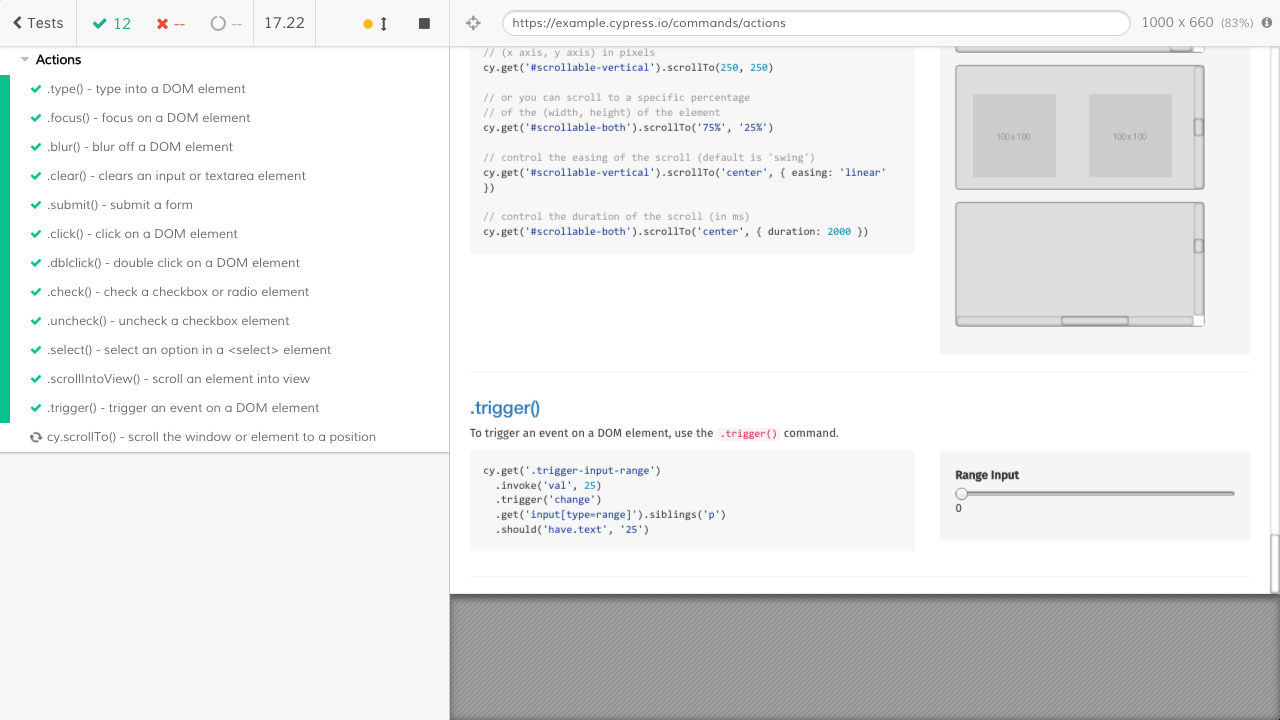 Tests
12
--
--
17.22
https://example.cypress.io/commands/actions
1000 x 660 (83%)
Actions
.type() - type into a DOM element
.focus() - focus on a DOM element
.blur() - blur off a DOM element
.clear() - clears an input or textarea element
.submit() - submit a form
.click() - click on a DOM element
.dblclick() - double click on a DOM element
.check() - check a checkbox or radio element
.uncheck() - uncheck a checkbox element
.select() - select an option in a <select> element
.scrollIntoView() - scroll an element into view
.trigger() - trigger an event on a DOM element
cy.scrollTo() - scroll the window or element to a position
// (x axis, y axis) in pixels
cy.get('#scrollable-vertical').scrollTo(250, 250)
// or you can scroll to a specific percentage
// of the (width, height) of the element
cy.get('#scrollable-both').scrollTo('75%', '25%')
// control the easing of the scroll (default is 'swing')
cy.get('#scrollable-vertical').scrollTo('center', { easing: 'linear'
})
// control the duration of the scroll (in ms)
cy.get('#scrollable-both').scrollTo('center', { duration: 2000 })
100 x 100
100 x 100
.trigger()
To trigger an event on a DOM element, use the .trigger() command.
cy.get('.trigger-input-range')
.invoke('val', 25)
.trigger('change')
.get('input[type=range]').siblings('p')
.should('have.text', '25')
Range Input
0